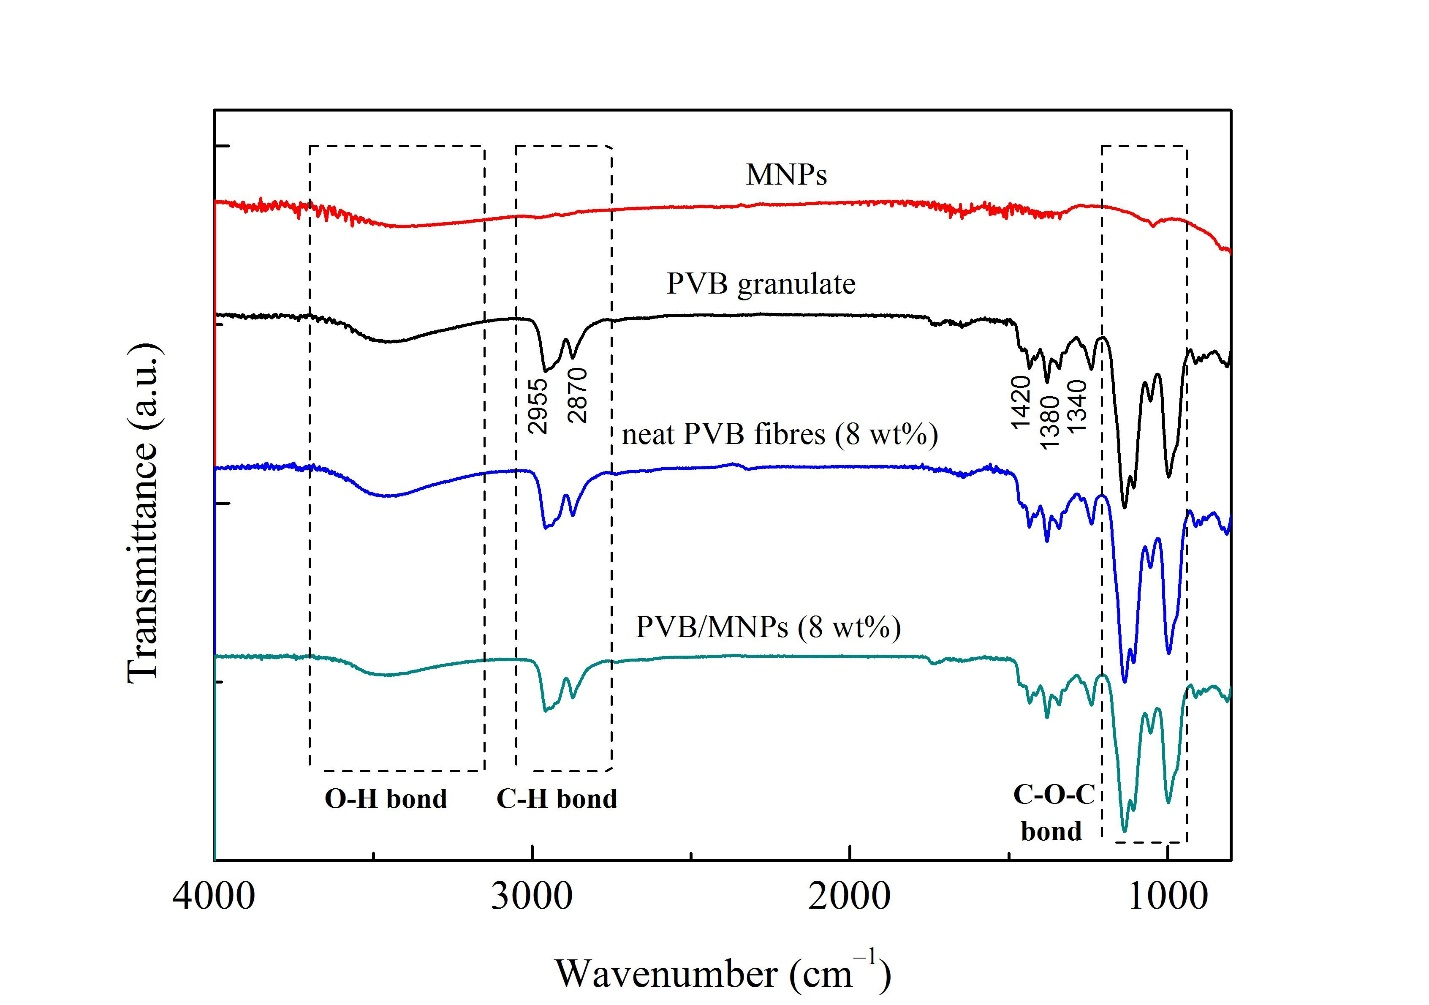 MNPs
PVB granulate
2955
2870
1420
1380
1340
neat PVB fibres (8 wt%)
PVB/MNPs (8 wt%)
O-H bond
C-H bond
C-O-C
bond
Transmittance (a.u.)
4000
3000
2000
1000
Wavenumber (cm⁻¹)